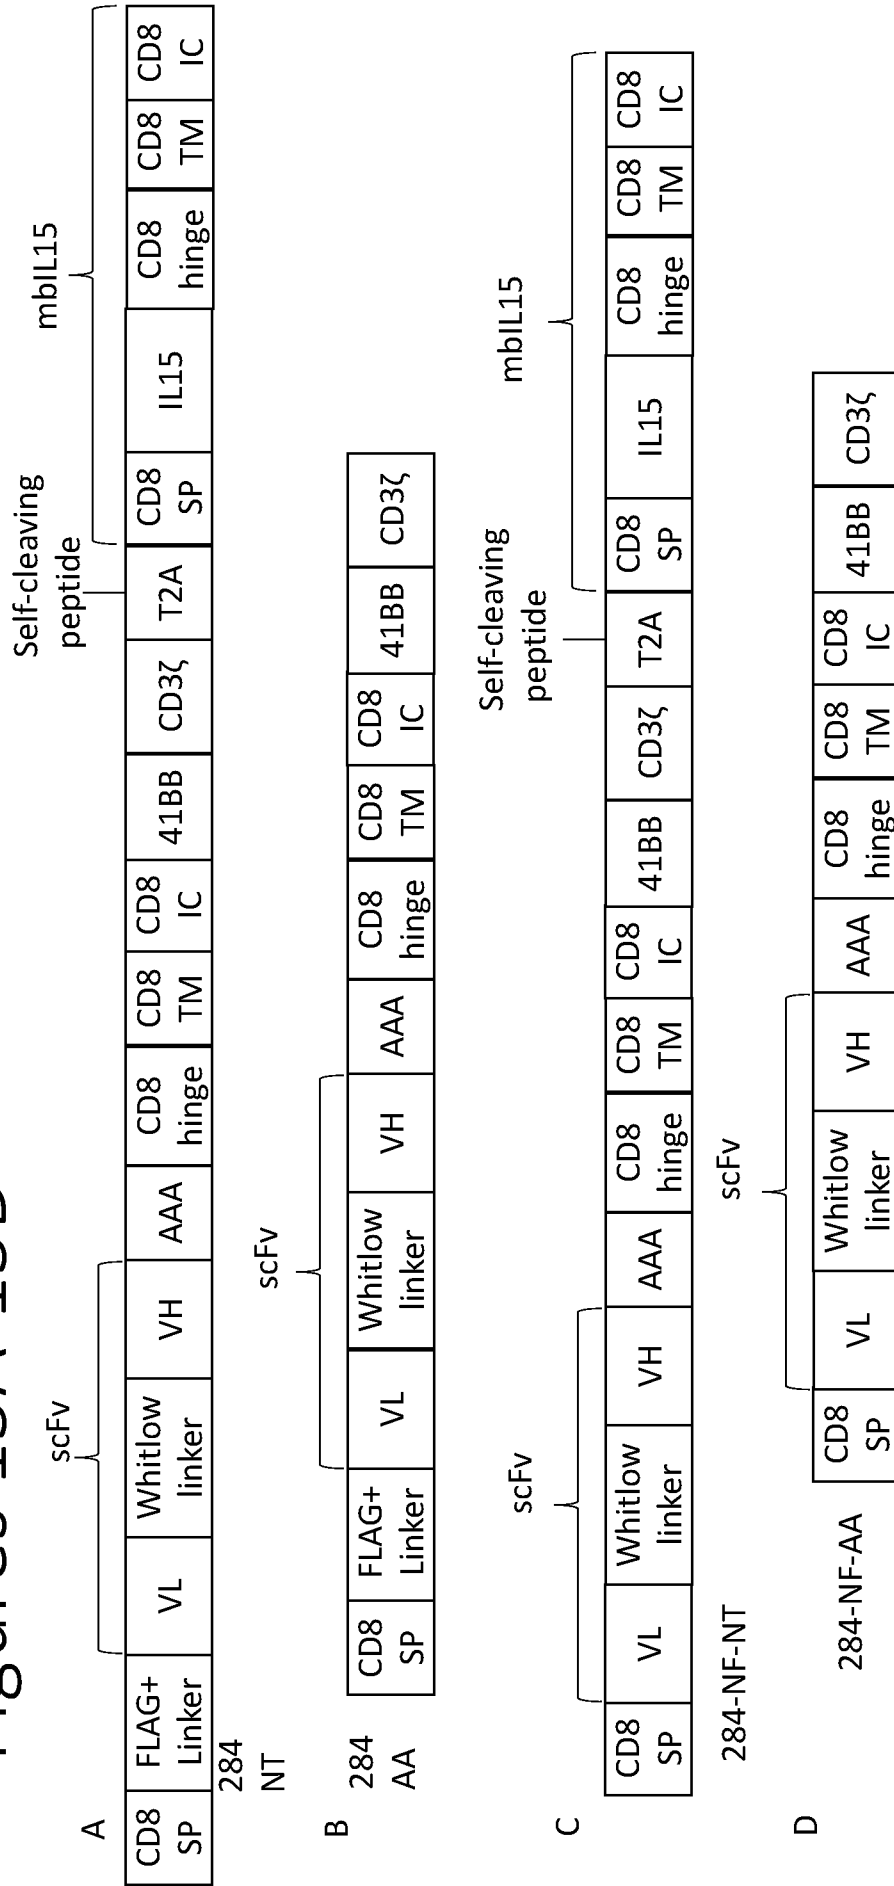 Figures
A
scFv
Self-cleaving
peptide
mbIL15
CD8
SP
FLAG+
Linker
VL
Whitlow
linker
VH
AAA
CD8
hinge
CD8
TM
CD8
IC
41BB
CD3ζ
T2A
CD8
SP
IL15
CD8
hinge
CD8
TM
CD8
IC
284
NT
B
scFv
284
AA
CD8
SP
FLAG+
Linker
VL
Whitlow
linker
VH
AAA
CD8
hinge
CD8
TM
CD8
IC
41BB
CD3ζ
C
scFv
Self-cleaving
peptide
mbIL15
CD8
SP
VL
Whitlow
linker
VH
AAA
CD8
hinge
CD8
TM
CD8
IC
41BB
CD3ζ
T2A
CD8
SP
IL15
CD8
hinge
CD8
TM
CD8
IC
284-NF-NT
D
scFv
284-NF-AA
CD8
SP
VL
Whitlow
linker
VH
AAA
CD8
hinge
CD8
TM
CD8
IC
41BB
CD3ζ